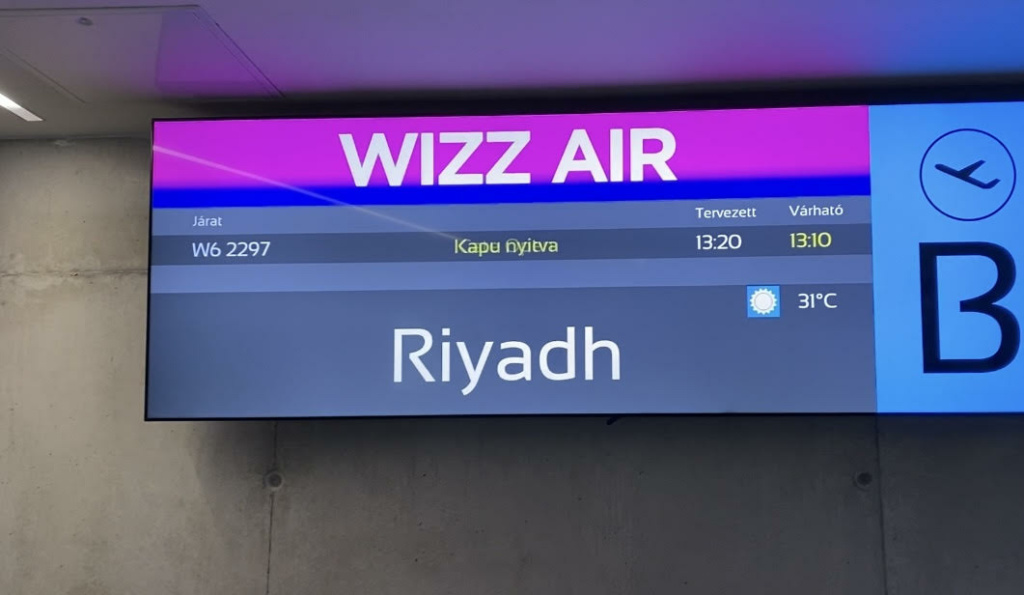 WIZZ AIR
Járat Tervezett Várható
W6 2297 Kapu nyitva 13:20 13:10
31°C
Riyadh
B